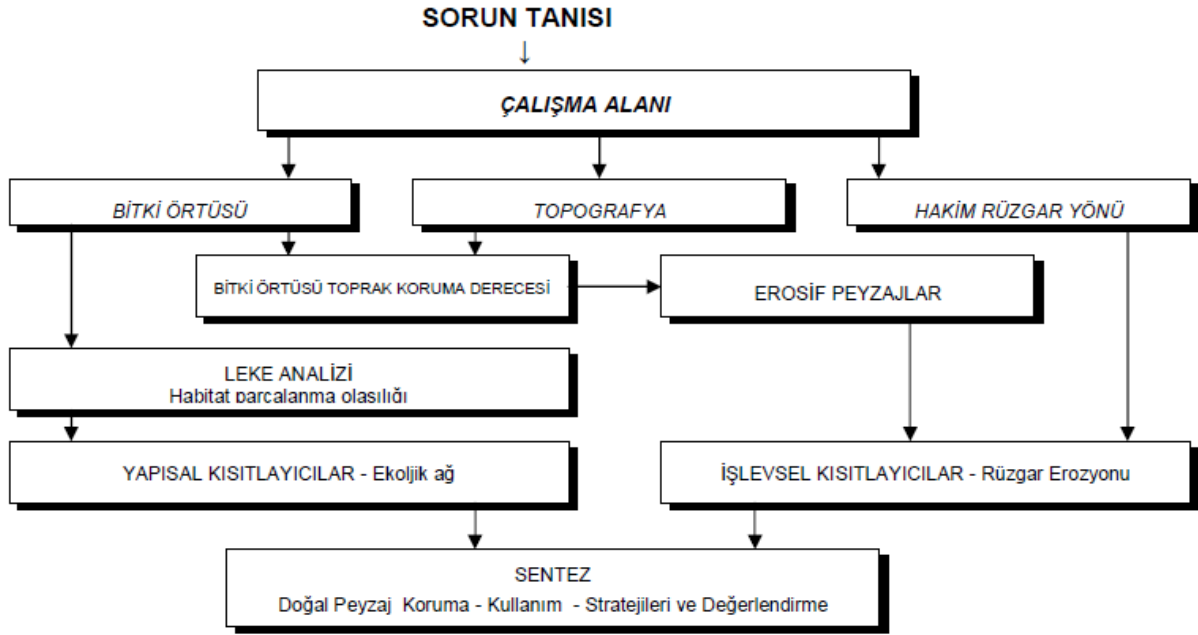 SORUN TANISI
↓
ÇALIŞMA ALANI
BİTKİ ÖRTÜSÜ
TOPOGRAFYA
HAKİM RÜZGAR YÖNÜ
BİTKİ ÖRTÜSÜ TOPRAK KORUMA DERECESİ
EROSİF PEYZAJLAR
LEKE ANALİZİ
Habitat parçalanma olasılığı
YAPISAL KISITLAYICILAR - Ekoljik ağ
İŞLEVSEL KISITLAYICILAR - Rüzgar Erozyonu
SENTEZ
Doğal Peyzaj Koruma - Kullanım - Stratejileri ve Değerlendirme